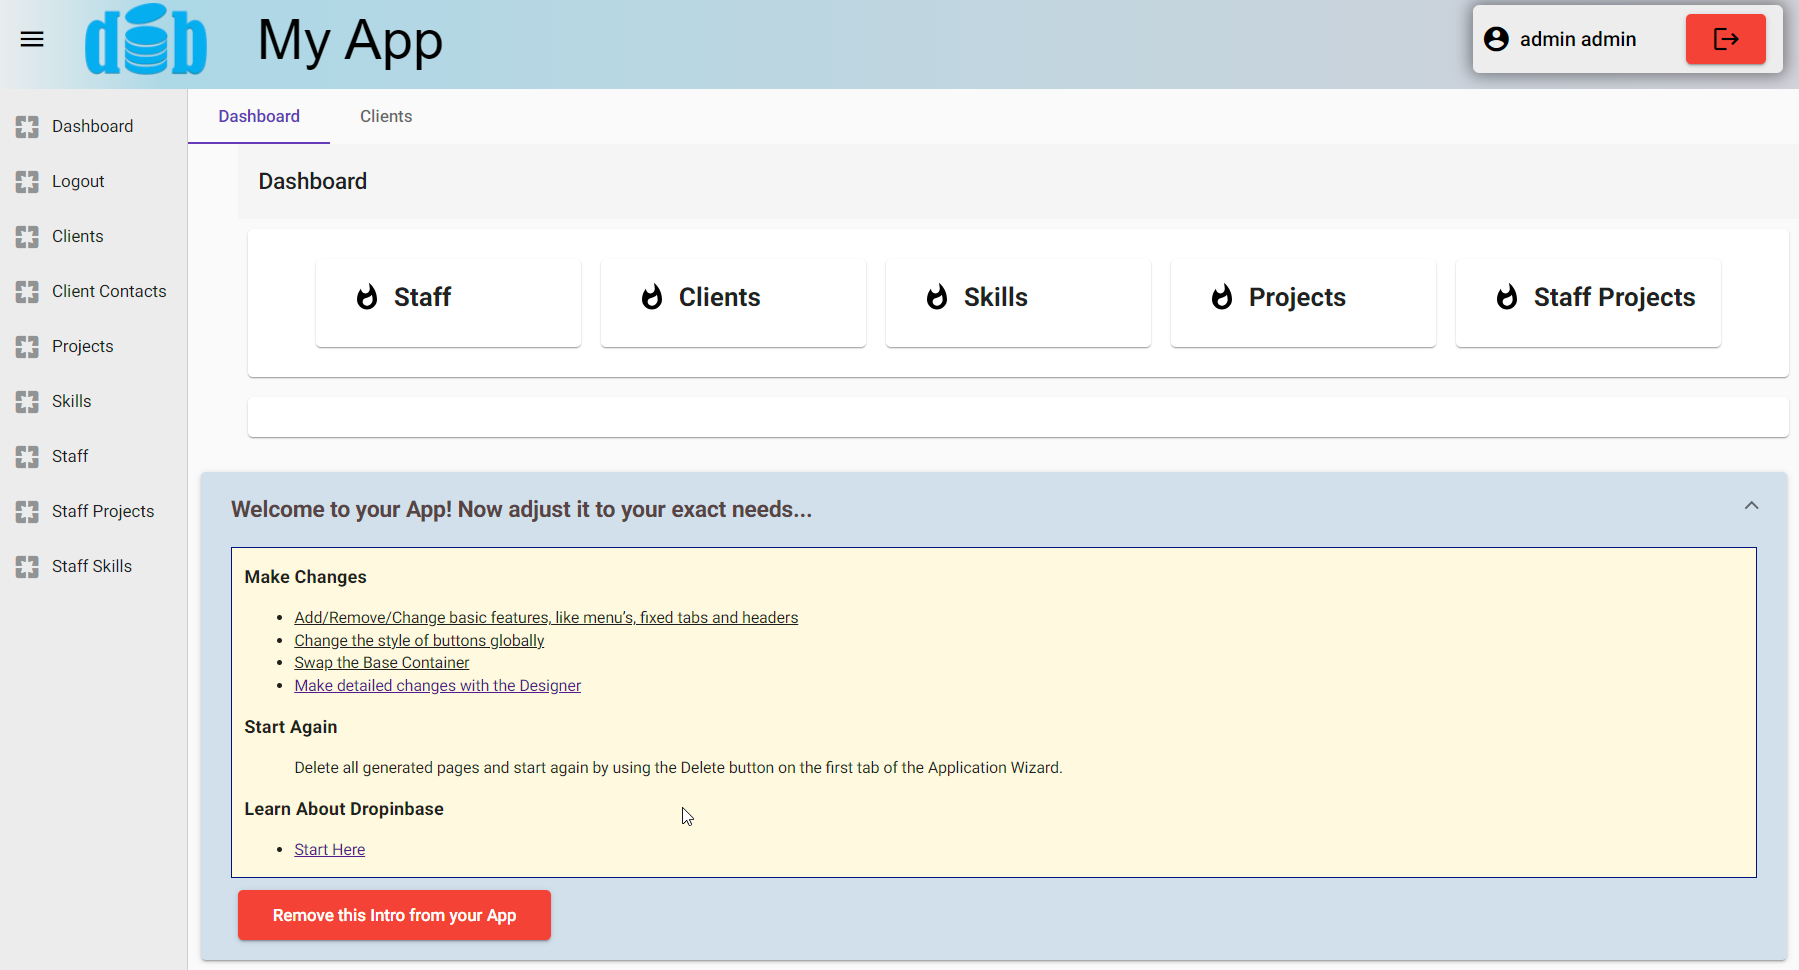 dbb
My App
admin admin
Dashboard
Logout
Clients
Client Contacts
Projects
Skills
Staff
Staff Projects
Staff Skills
Dashboard Clients
Dashboard
Staff Clients Skills Projects Staff Projects
Welcome to your App! Now adjust it to your exact needs...
Make Changes
• Add/Remove/Change basic features, like menu’s, fixed tabs and headers
• Change the style of buttons globally
• Swap the Base Container
• Make detailed changes with the Designer
Start Again
Delete all generated pages and start again by using the Delete button on the first tab of the Application Wizard.
Learn About Dropinbase
• Start Here
Remove this Intro from your App